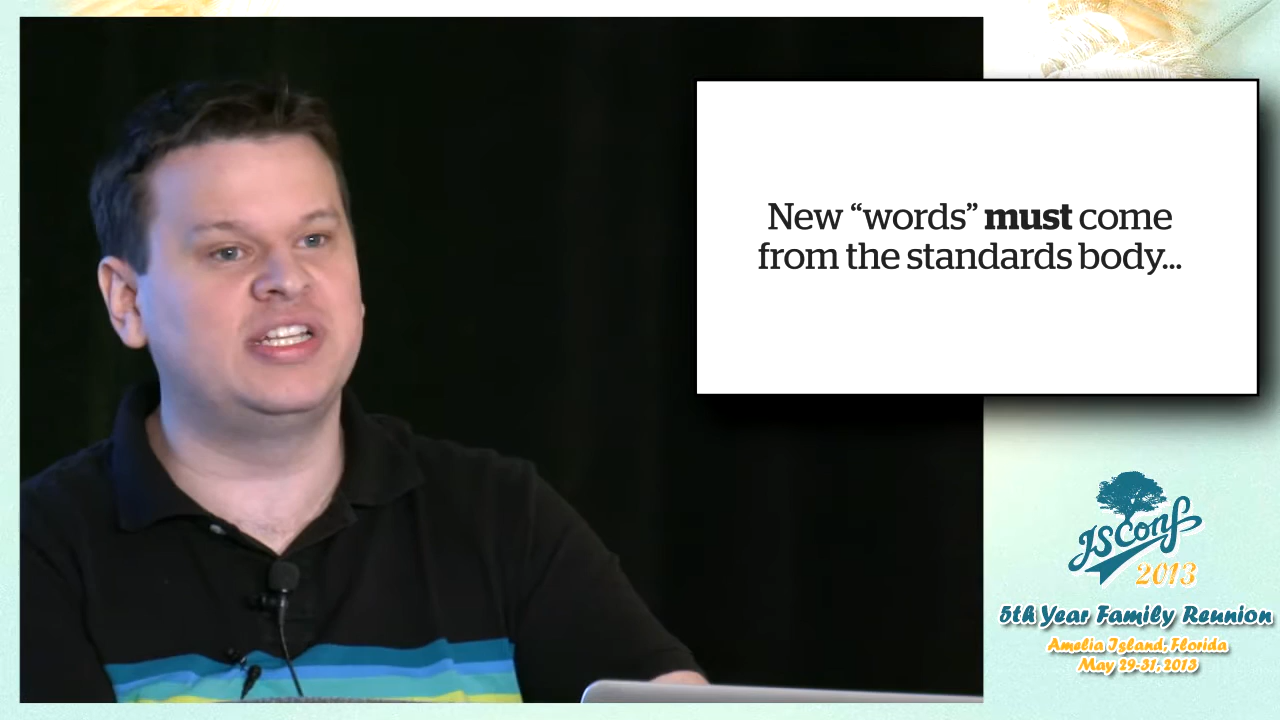 New “words” must come
from the standards body...
JSConf
2013
5th Year Family Reunion
Amelia Island, Florida
May 29-31, 2013